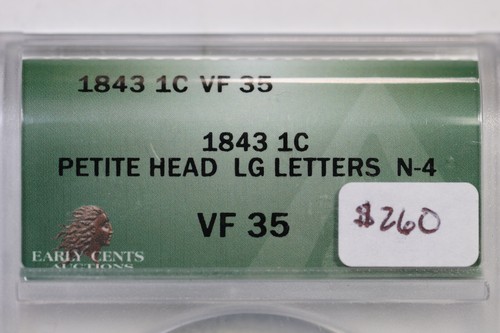 1843 1C VF 35
1843 1C
PETITE HEAD LG LETTERS N-4
VF 35
$260
EARLY CENTS
AUCTIONS